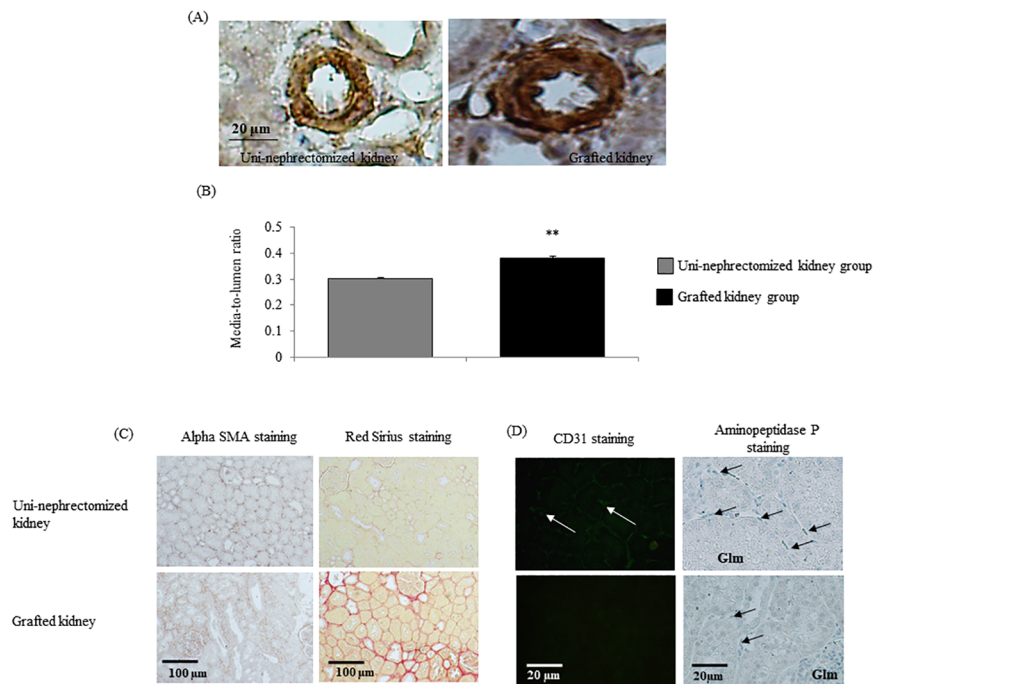 (A)
20 µm
Uni-nephrectomized kidney
Grafted kidney
(B)
Media-to-lumen ratio
0.5
0.4
0.3
0.2
0.1
0
**
Uni-nephrectomized kidney group
Grafted kidney group
(C)
Alpha SMA staining
Red Sirius staining
Uni-nephrectomized
kidney
Grafted kidney
100 µm
100 µm
(D)
CD31 staining
Aminopeptidase P
staining
Glm
20 µm
20µm
Glm